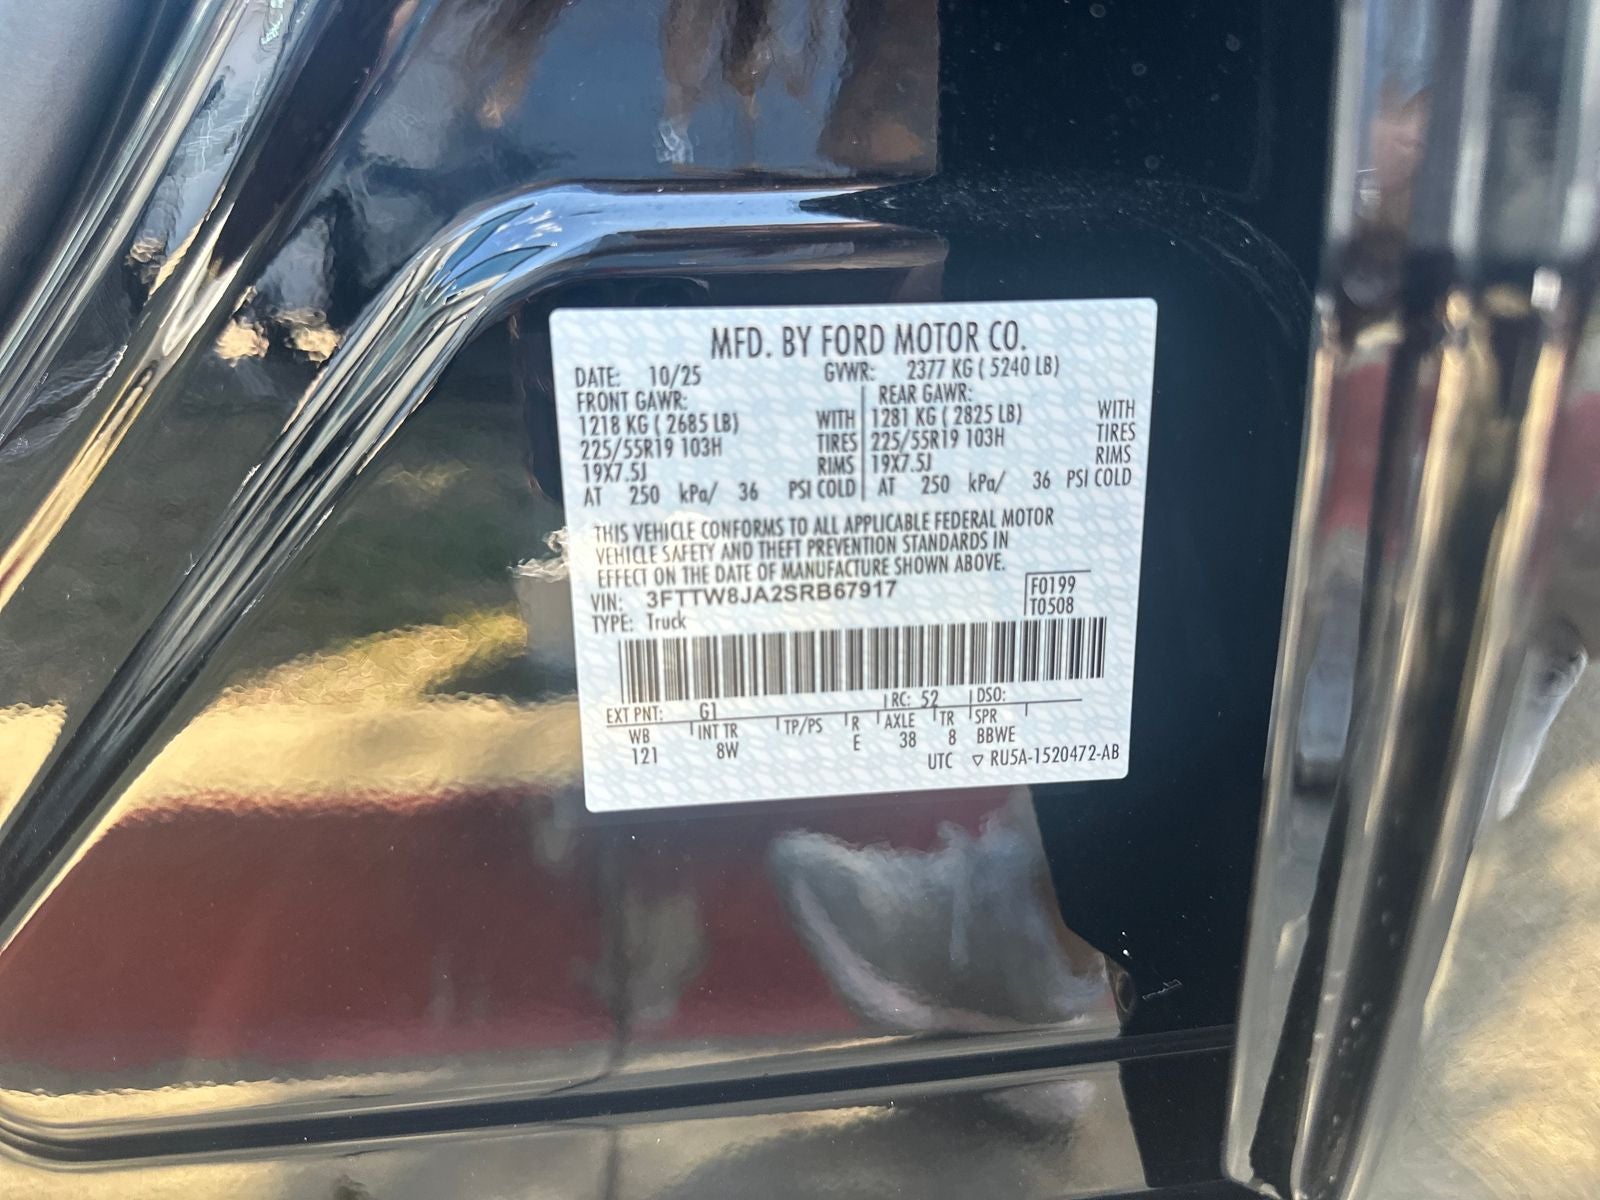 MFD. BY FORD MOTOR CO.
DATE: 10/25 GVWR: 2377 KG ( 5240 LB)
FRONT GAWR: REAR GAWR:
1218 KG ( 2685 LB) WITH 1281 KG ( 2825 LB) WITH
225/55R19 103H TIRES 225/55R19 103H TIRES
19X7.5J RIMS 19X7.5J RIMS
AT 250 kPa/ 36 PSI COLD AT 250 kPa/ 36 PSI COLD
THIS VEHICLE CONFORMS TO ALL APPLICABLE FEDERAL MOTOR
VEHICLE SAFETY AND THEFT PREVENTION STANDARDS IN
EFFECT ON THE DATE OF MANUFACTURE SHOWN ABOVE.
VIN: 3FTTW8JA2SRB67917 F0199
TYPE: Truck T0508
EXT PNT: G1 RC: 52 DSO:
WB INT TR TP/PS R AXLE TR SPR
121 8W E 38 8 BBWE
UTC ▽ RU5A-1520472-AB